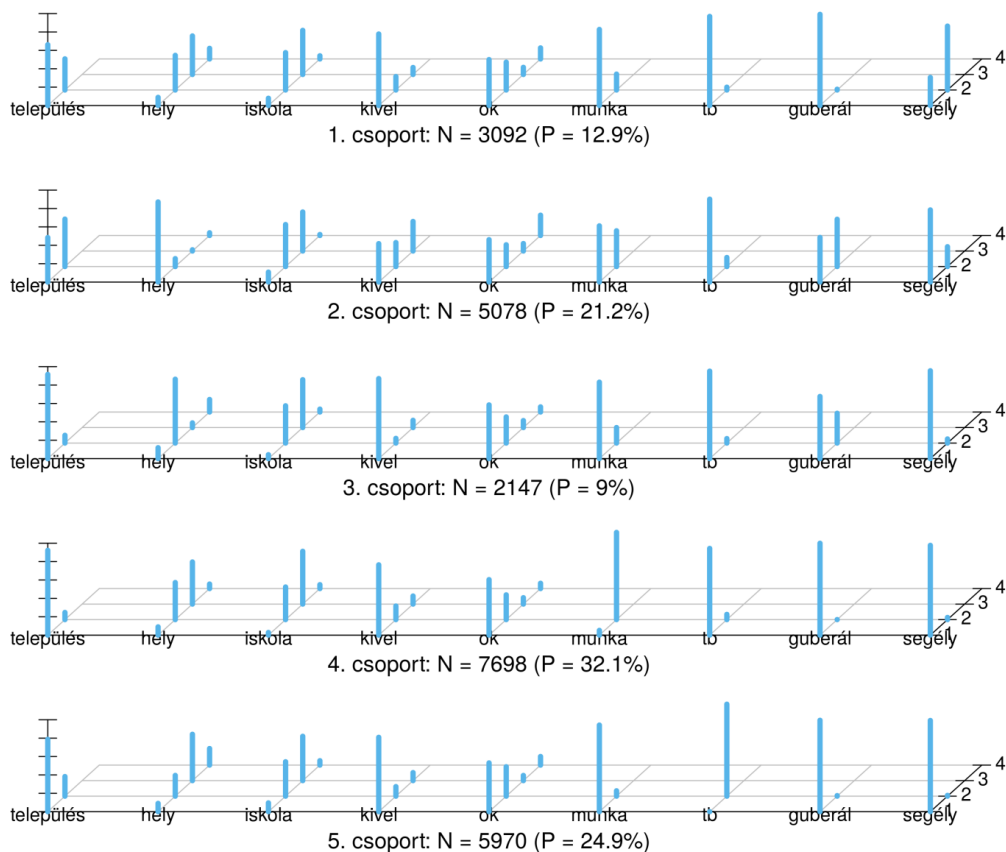 4
3
2
1
település hely iskola kivel ok munka tb guberál segély
1. csoport: N = 3092 (P = 12.9%)
4
3
2
1
település hely iskola kivel ok munka tb guberál segély
2. csoport: N = 5078 (P = 21.2%)
4
3
2
1
település hely iskola kivel ok munka tb guberál segély
3. csoport: N = 2147 (P = 9%)
4
3
2
1
település hely iskola kivel ok munka tb guberál segély
4. csoport: N = 7698 (P = 32.1%)
4
3
2
1
település hely iskola kivel ok munka tb guberál segély
5. csoport: N = 5970 (P = 24.9%)